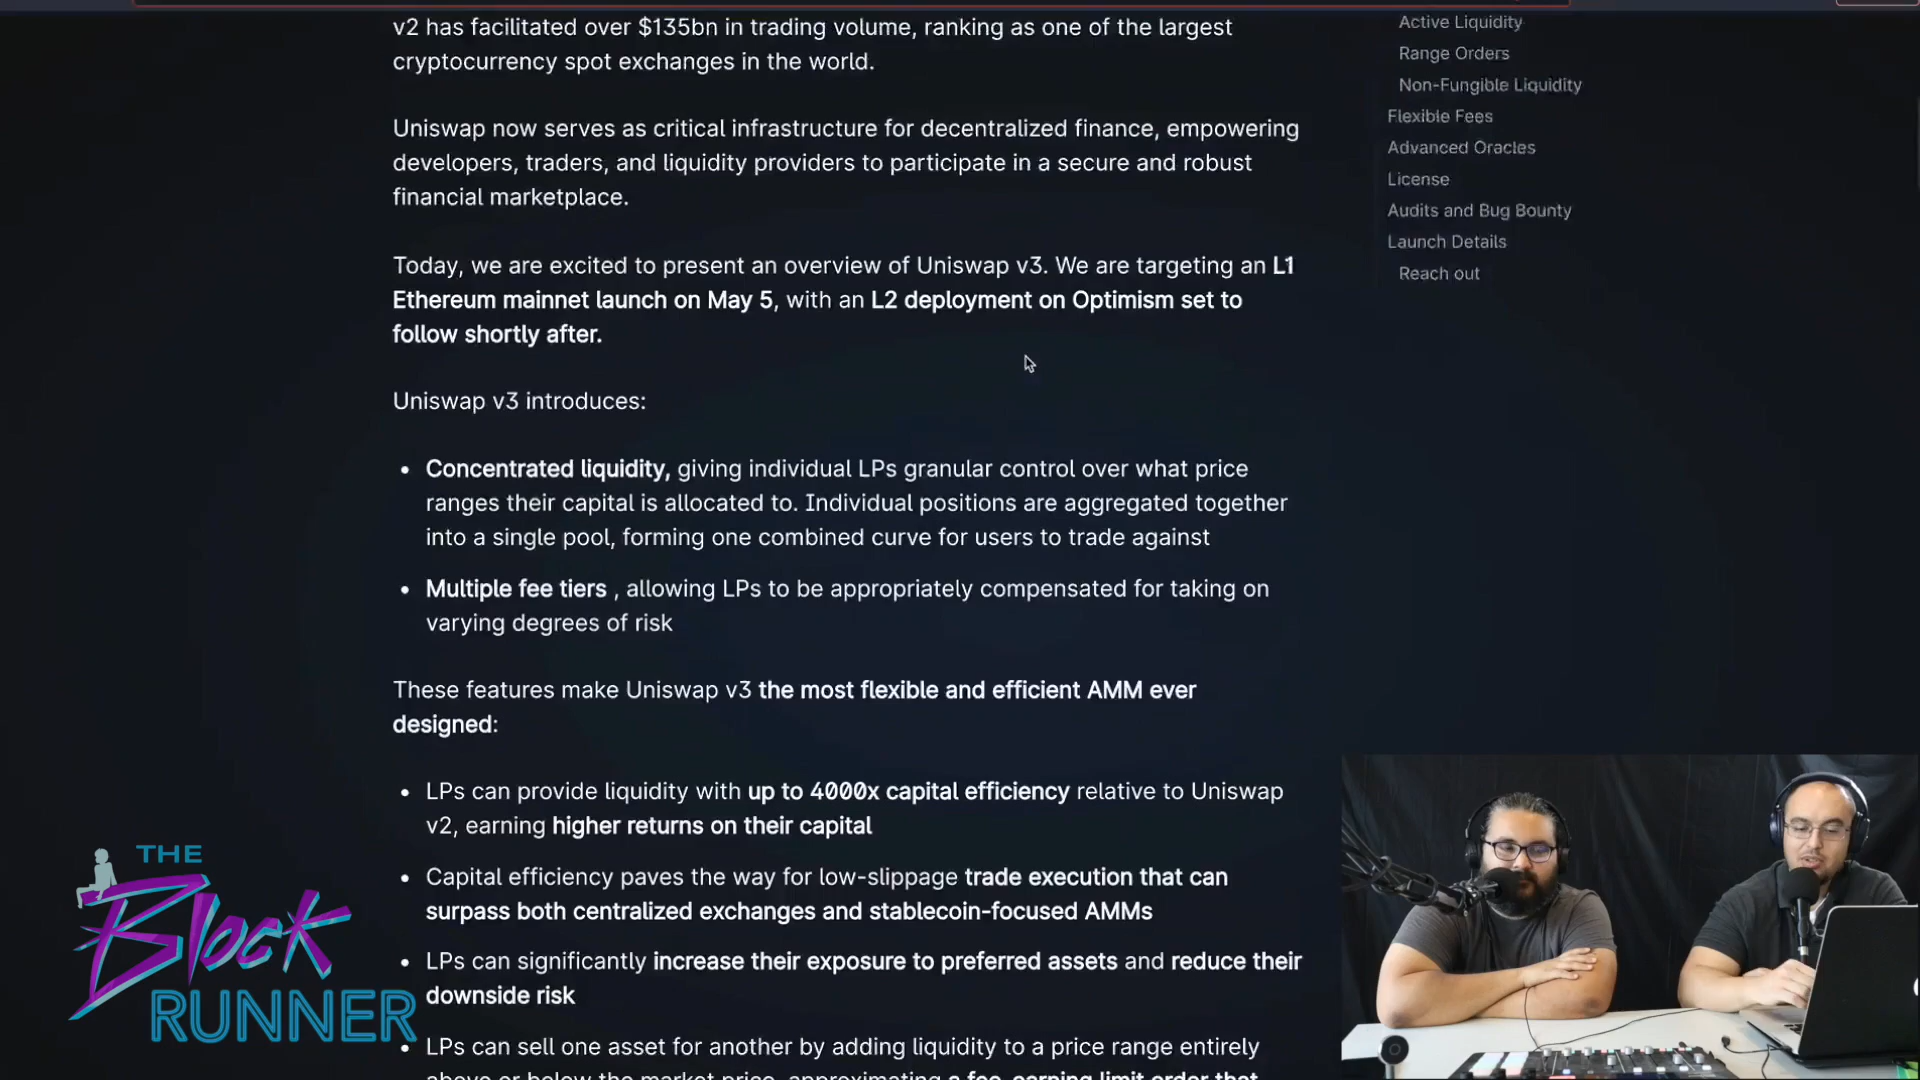 v2 has facilitated over $135bn in trading volume, ranking as one of the largest
cryptocurrency spot exchanges in the world.
Uniswap now serves as critical infrastructure for decentralized finance, empowering
developers, traders, and liquidity providers to participate in a secure and robust
financial marketplace.
Today, we are excited to present an overview of Uniswap v3. We are targeting an L1
Ethereum mainnet launch on May 5, with an L2 deployment on Optimism set to
follow shortly after.
Uniswap v3 introduces:
• Concentrated liquidity, giving individual LPs granular control over what price
ranges their capital is allocated to. Individual positions are aggregated together
into a single pool, forming one combined curve for users to trade against
• Multiple fee tiers , allowing LPs to be appropriately compensated for taking on
varying degrees of risk
These features make Uniswap v3 the most flexible and efficient AMM ever
designed:
• LPs can provide liquidity with up to 4000x capital efficiency relative to Uniswap
v2, earning higher returns on their capital
• Capital efficiency paves the way for low-slippage trade execution that can
surpass both centralized exchanges and stablecoin-focused AMMs
• LPs can significantly increase their exposure to preferred assets and reduce their
downside risk
• LPs can sell one asset for another by adding liquidity to a price range entirely
above or below the market price, approximating a fee-earning limit order that
Active Liquidity
Range Orders
Non-Fungible Liquidity
Flexible Fees
Advanced Oracles
License
Audits and Bug Bounty
Launch Details
Reach out
THE
Block
RUNNER